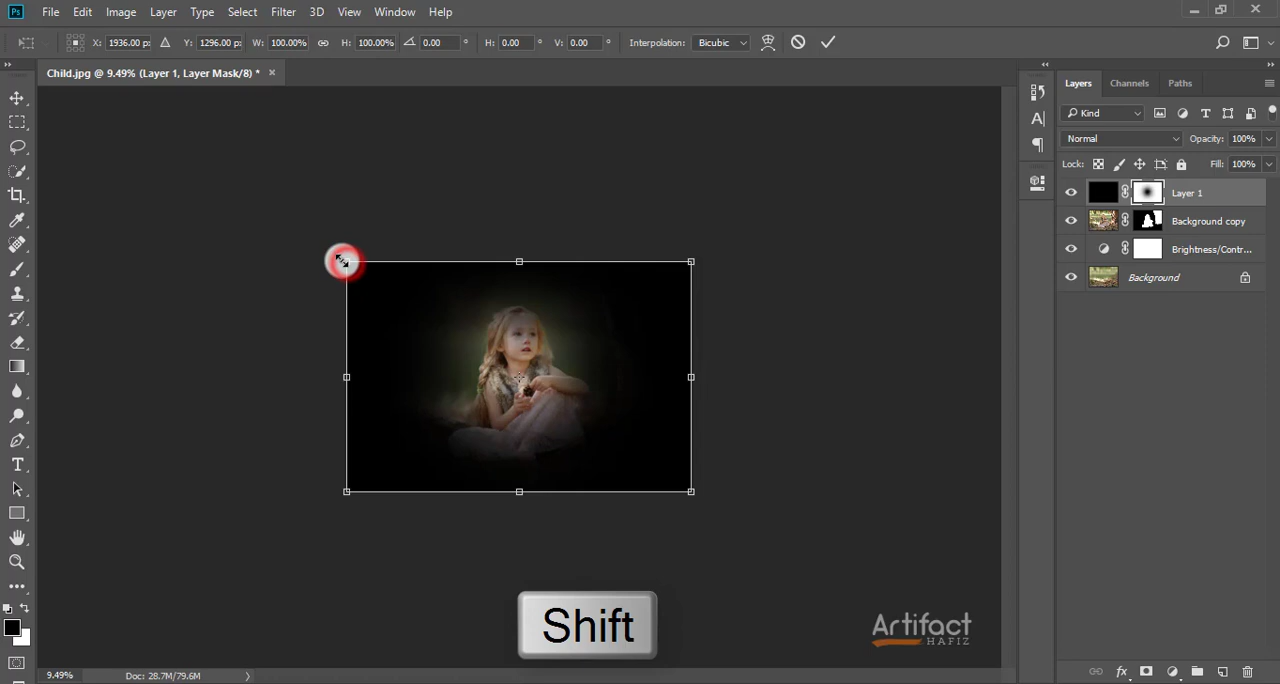 Ps File Edit Image Layer Type Select Filter 3D View Window Help
X: 1936.00 px Y: 1296.00 px W: 100.00% H: 100.00% 0.00 ° H: 0.00 ° V: 0.00 ° Interpolation: Bicubic
Child.jpg @ 9.49% (Layer 1, Layer Mask/8) * ×
Layers Channels Paths
Kind
Normal Opacity: 100%
Lock: Fill: 100%
Layer 1
Background copy
Brightness/Contr...
Background
Shift
Artifact
HAFIZ
9.49% Doc: 28.7M/79.6M